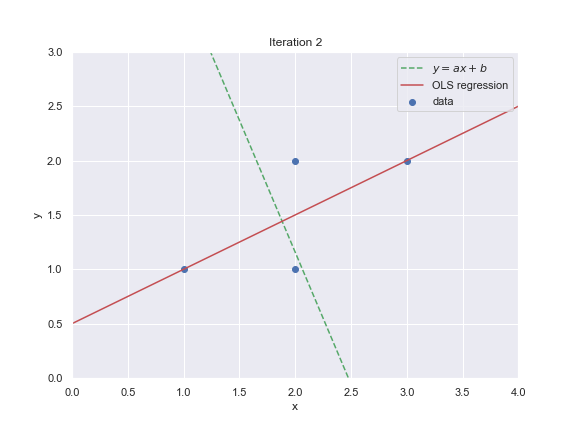 Iteration 2
y = ax + b
OLS regression
data
3.0
2.5
2.0
1.5
1.0
0.5
0.0
y
0.0 0.5 1.0 1.5 2.0 2.5 3.0 3.5 4.0
x